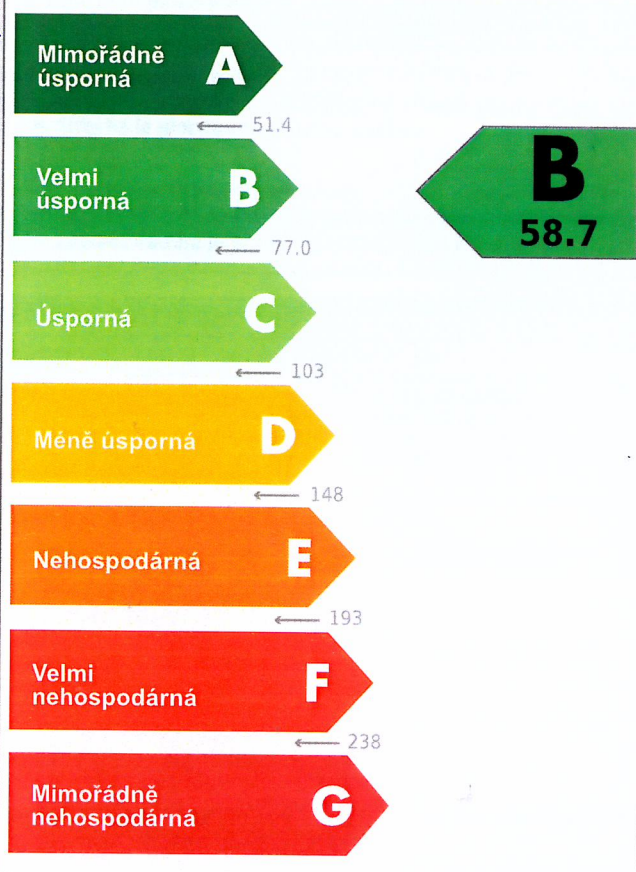 Mimořádně
úsporná
A
51.4
B
58.7
Velmi
úsporná
B
77.0
Úsporná
C
103
Méně úsporná
D
148
Nehospodárná
E
193
Velmi
nehospodárná
F
238
Mimořádně
nehospodárná
G